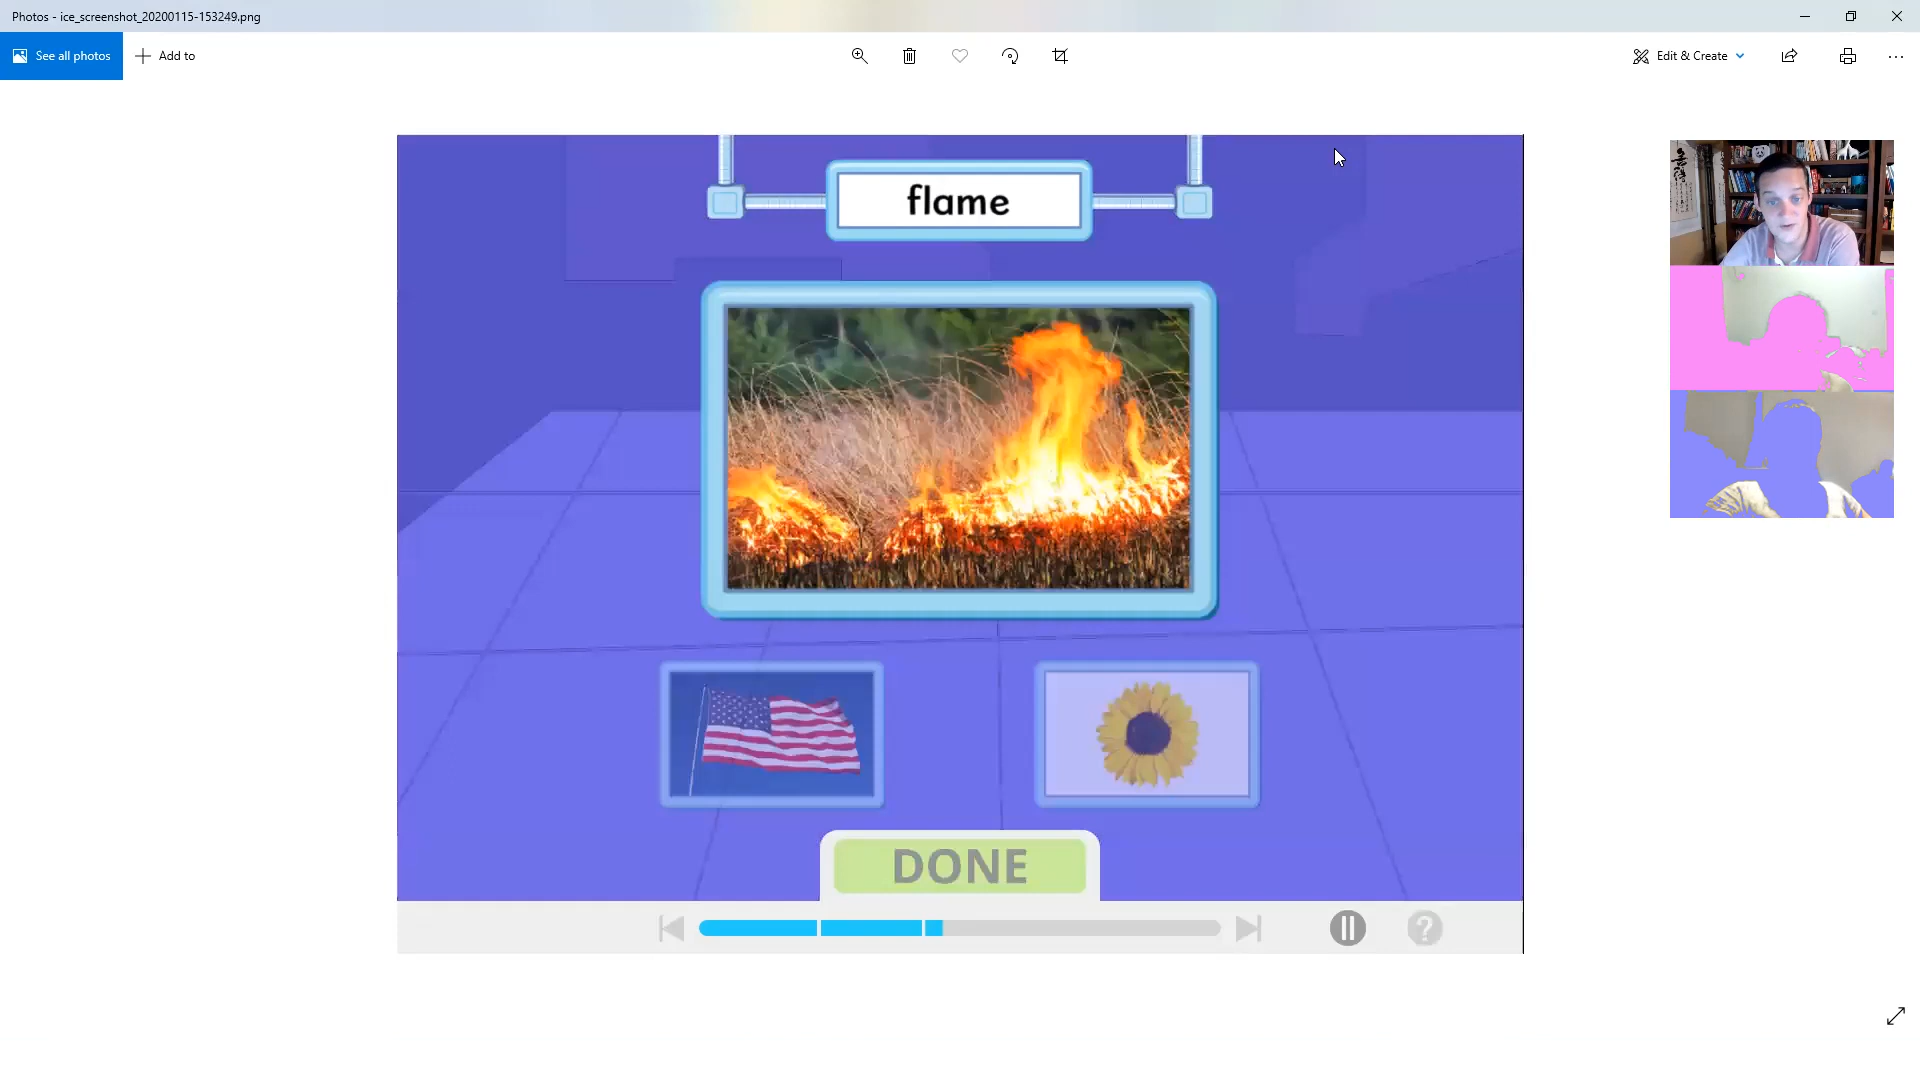 Photos - ice_screenshot_20200115-153249.png
See all photos
Add to
Edit & Create
flame
DONE
?